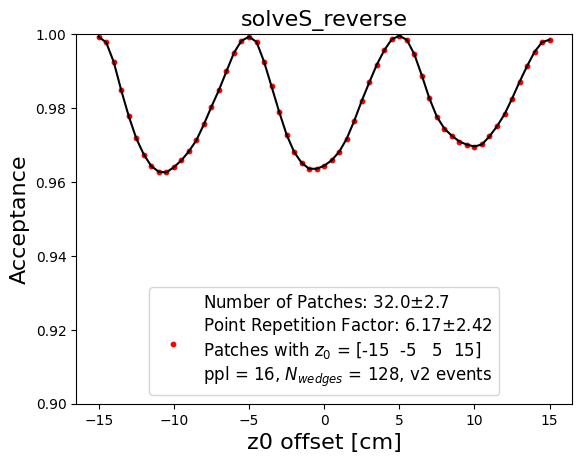 solveS_reverse
1.00
0.98
0.96
0.94
0.92
0.90
Acceptance
Number of Patches: 32.0±2.7
Point Repetition Factor: 6.17±2.42
Patches with z0 = [-15 -5 5 15]
ppl = 16, Nwedges = 128, v2 events
−15 −10 −5 0 5 10 15
z0 offset [cm]